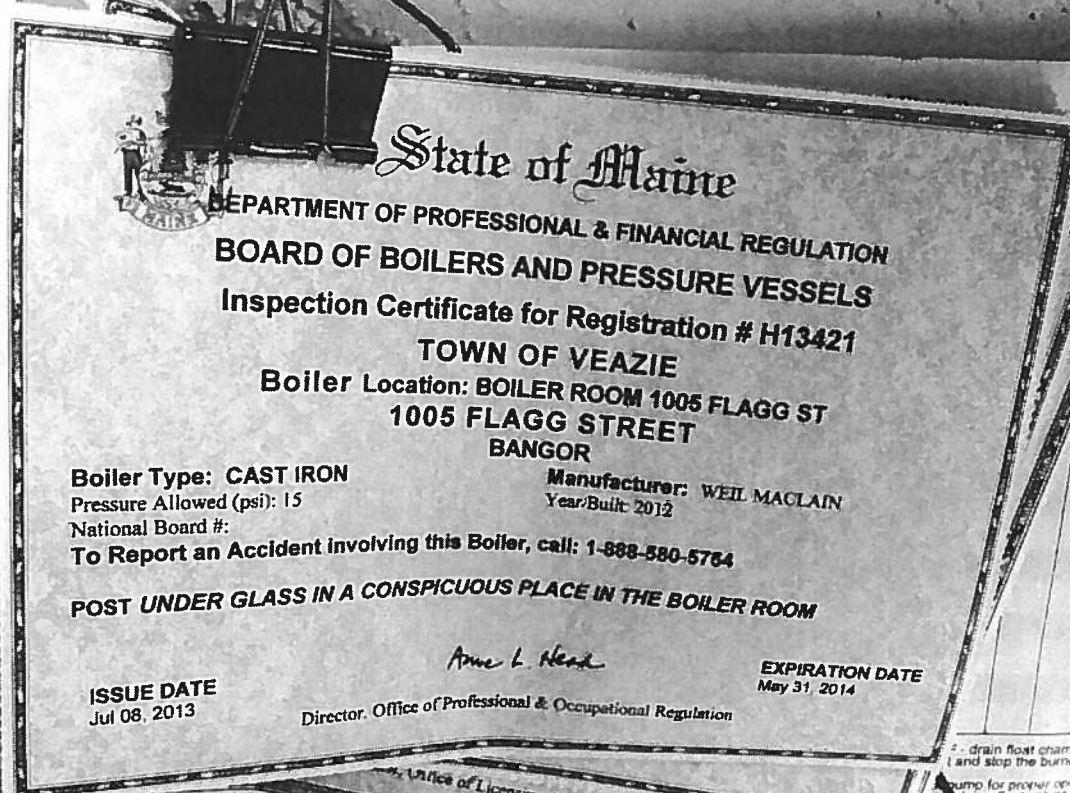 State of Maine
MAINE
DEPARTMENT OF PROFESSIONAL & FINANCIAL REGULATION
BOARD OF BOILERS AND PRESSURE VESSELS
Inspection Certificate for Registration # H13421
TOWN OF VEAZIE
Boiler Location: BOILER ROOM 1005 FLAGG ST
1005 FLAGG STREET
BANGOR
Boiler Type: CAST IRON
Manufacturer: WEIL MACLAIN
Pressure Allowed (psi): 15
Year/Built: 2012
National Board #:
To Report an Accident involving this Boiler, call: 1-888-580-5764
POST UNDER GLASS IN A CONSPICUOUS PLACE IN THE BOILER ROOM
Anne L. Head
ISSUE DATE
Jul 08, 2013
Director, Office of Professional & Occupational Regulation
EXPIRATION DATE
May 31, 2014
- drain float
and stop the
pump for proper
Office of